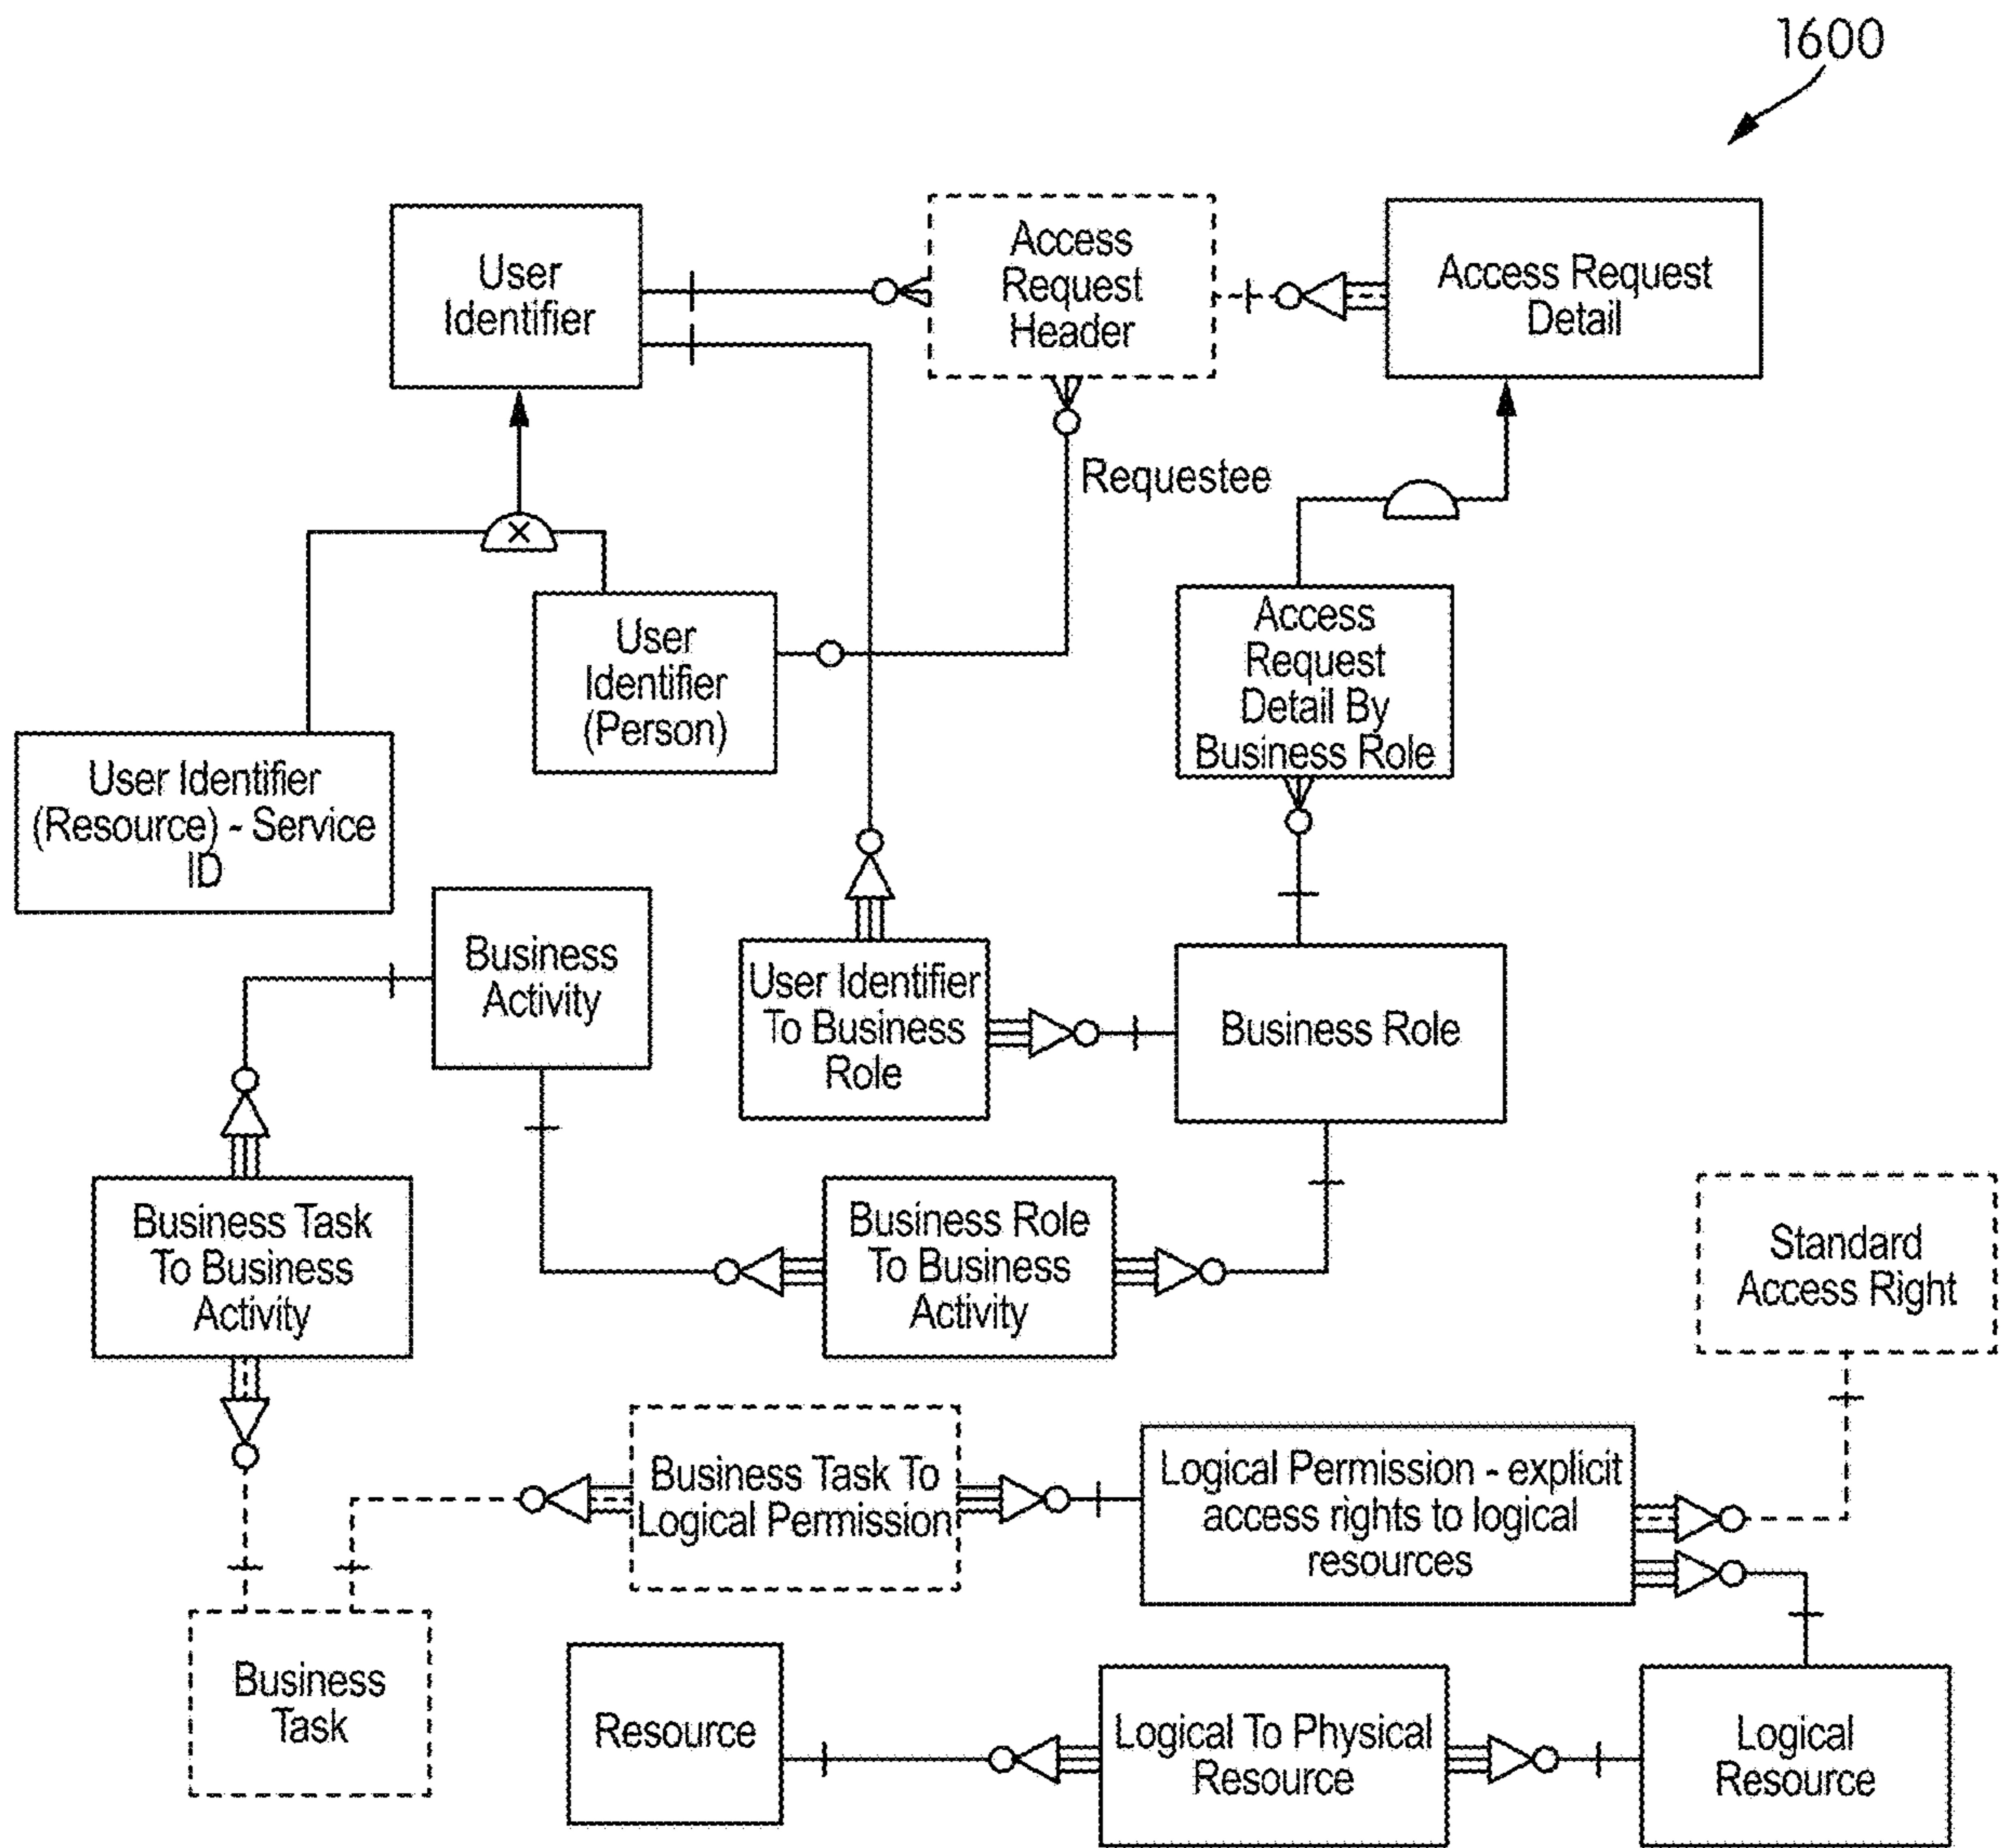 1600
User
Identifier
Access
Request
Header
Access Request
Detail
Requestee
User
Identifier
(Person)
Access
Request
Detail By
Business Role
User Identifier
(Resource) - Service
ID
Business
Activity
User Identifier
To Business
Role
Business Role
Business Task
To Business
Activity
Business Role
To Business
Activity
Standard
Access Right
Business Task To
Logical Permission
Logical Permission - explicit
access rights to logical
resources
Business
Task
Resource
Logical To Physical
Resource
Logical
Resource